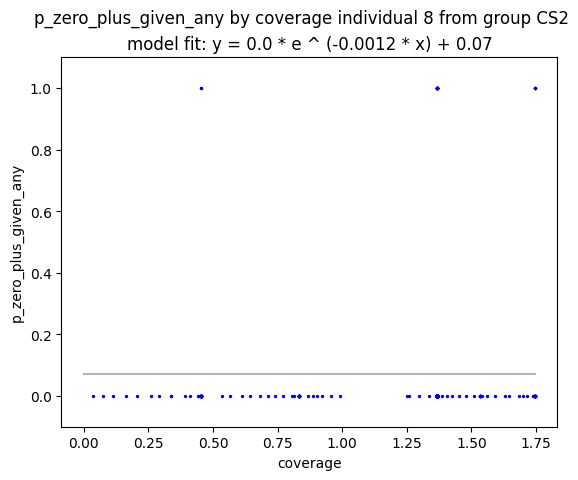 p_zero_plus_given_any by coverage individual 8 from group CS2
model fit: y = 0.0 * e ^ (-0.0012 * x) + 0.07
1.0
0.8
0.6
0.4
0.2
0.0
p_zero_plus_given_any
0.00 0.25 0.50 0.75 1.00 1.25 1.50 1.75
coverage